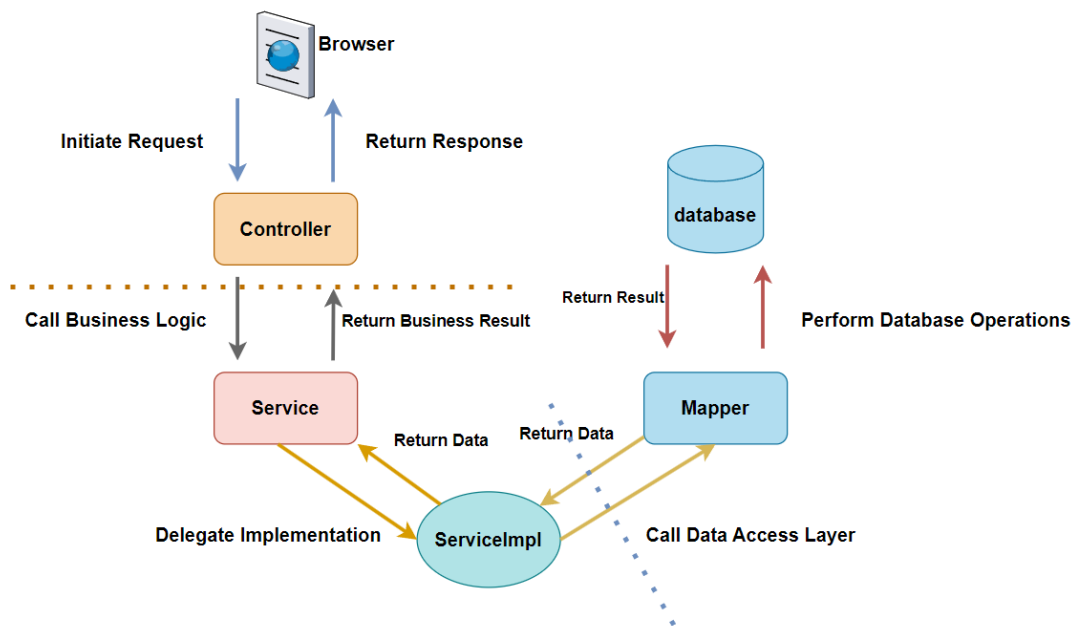 Browser
Initiate Request
Return Response
Controller
database
Return Result
Call Business Logic
Return Business Result
Perform Database Operations
Service
Mapper
Return Data
Return Data
Delegate Implementation
ServiceImpl
Call Data Access Layer